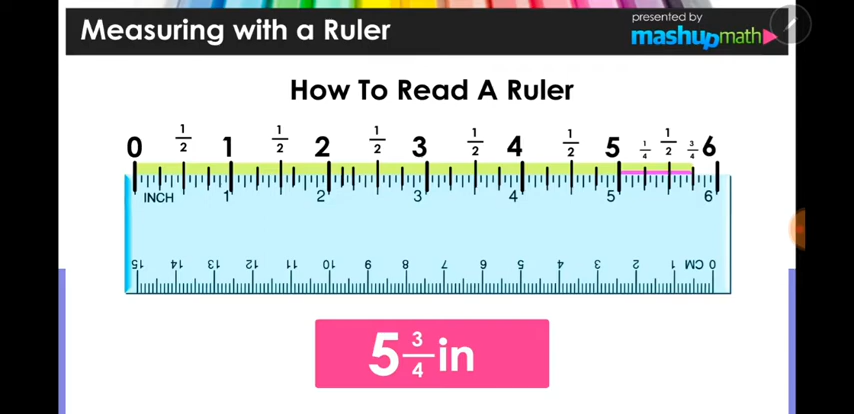 Measuring with a Ruler
presented by
mashupmath
How To Read A Ruler
0 1/2 1 1/2 2 1/2 3 1/2 4 1/2 5 1/4 1/2 3/4 6
INCH 1 2 3 4 5 6
15 14 13 12 11 10 9 8 7 6 5 4 3 2 1 CM 0
5 3/4 in